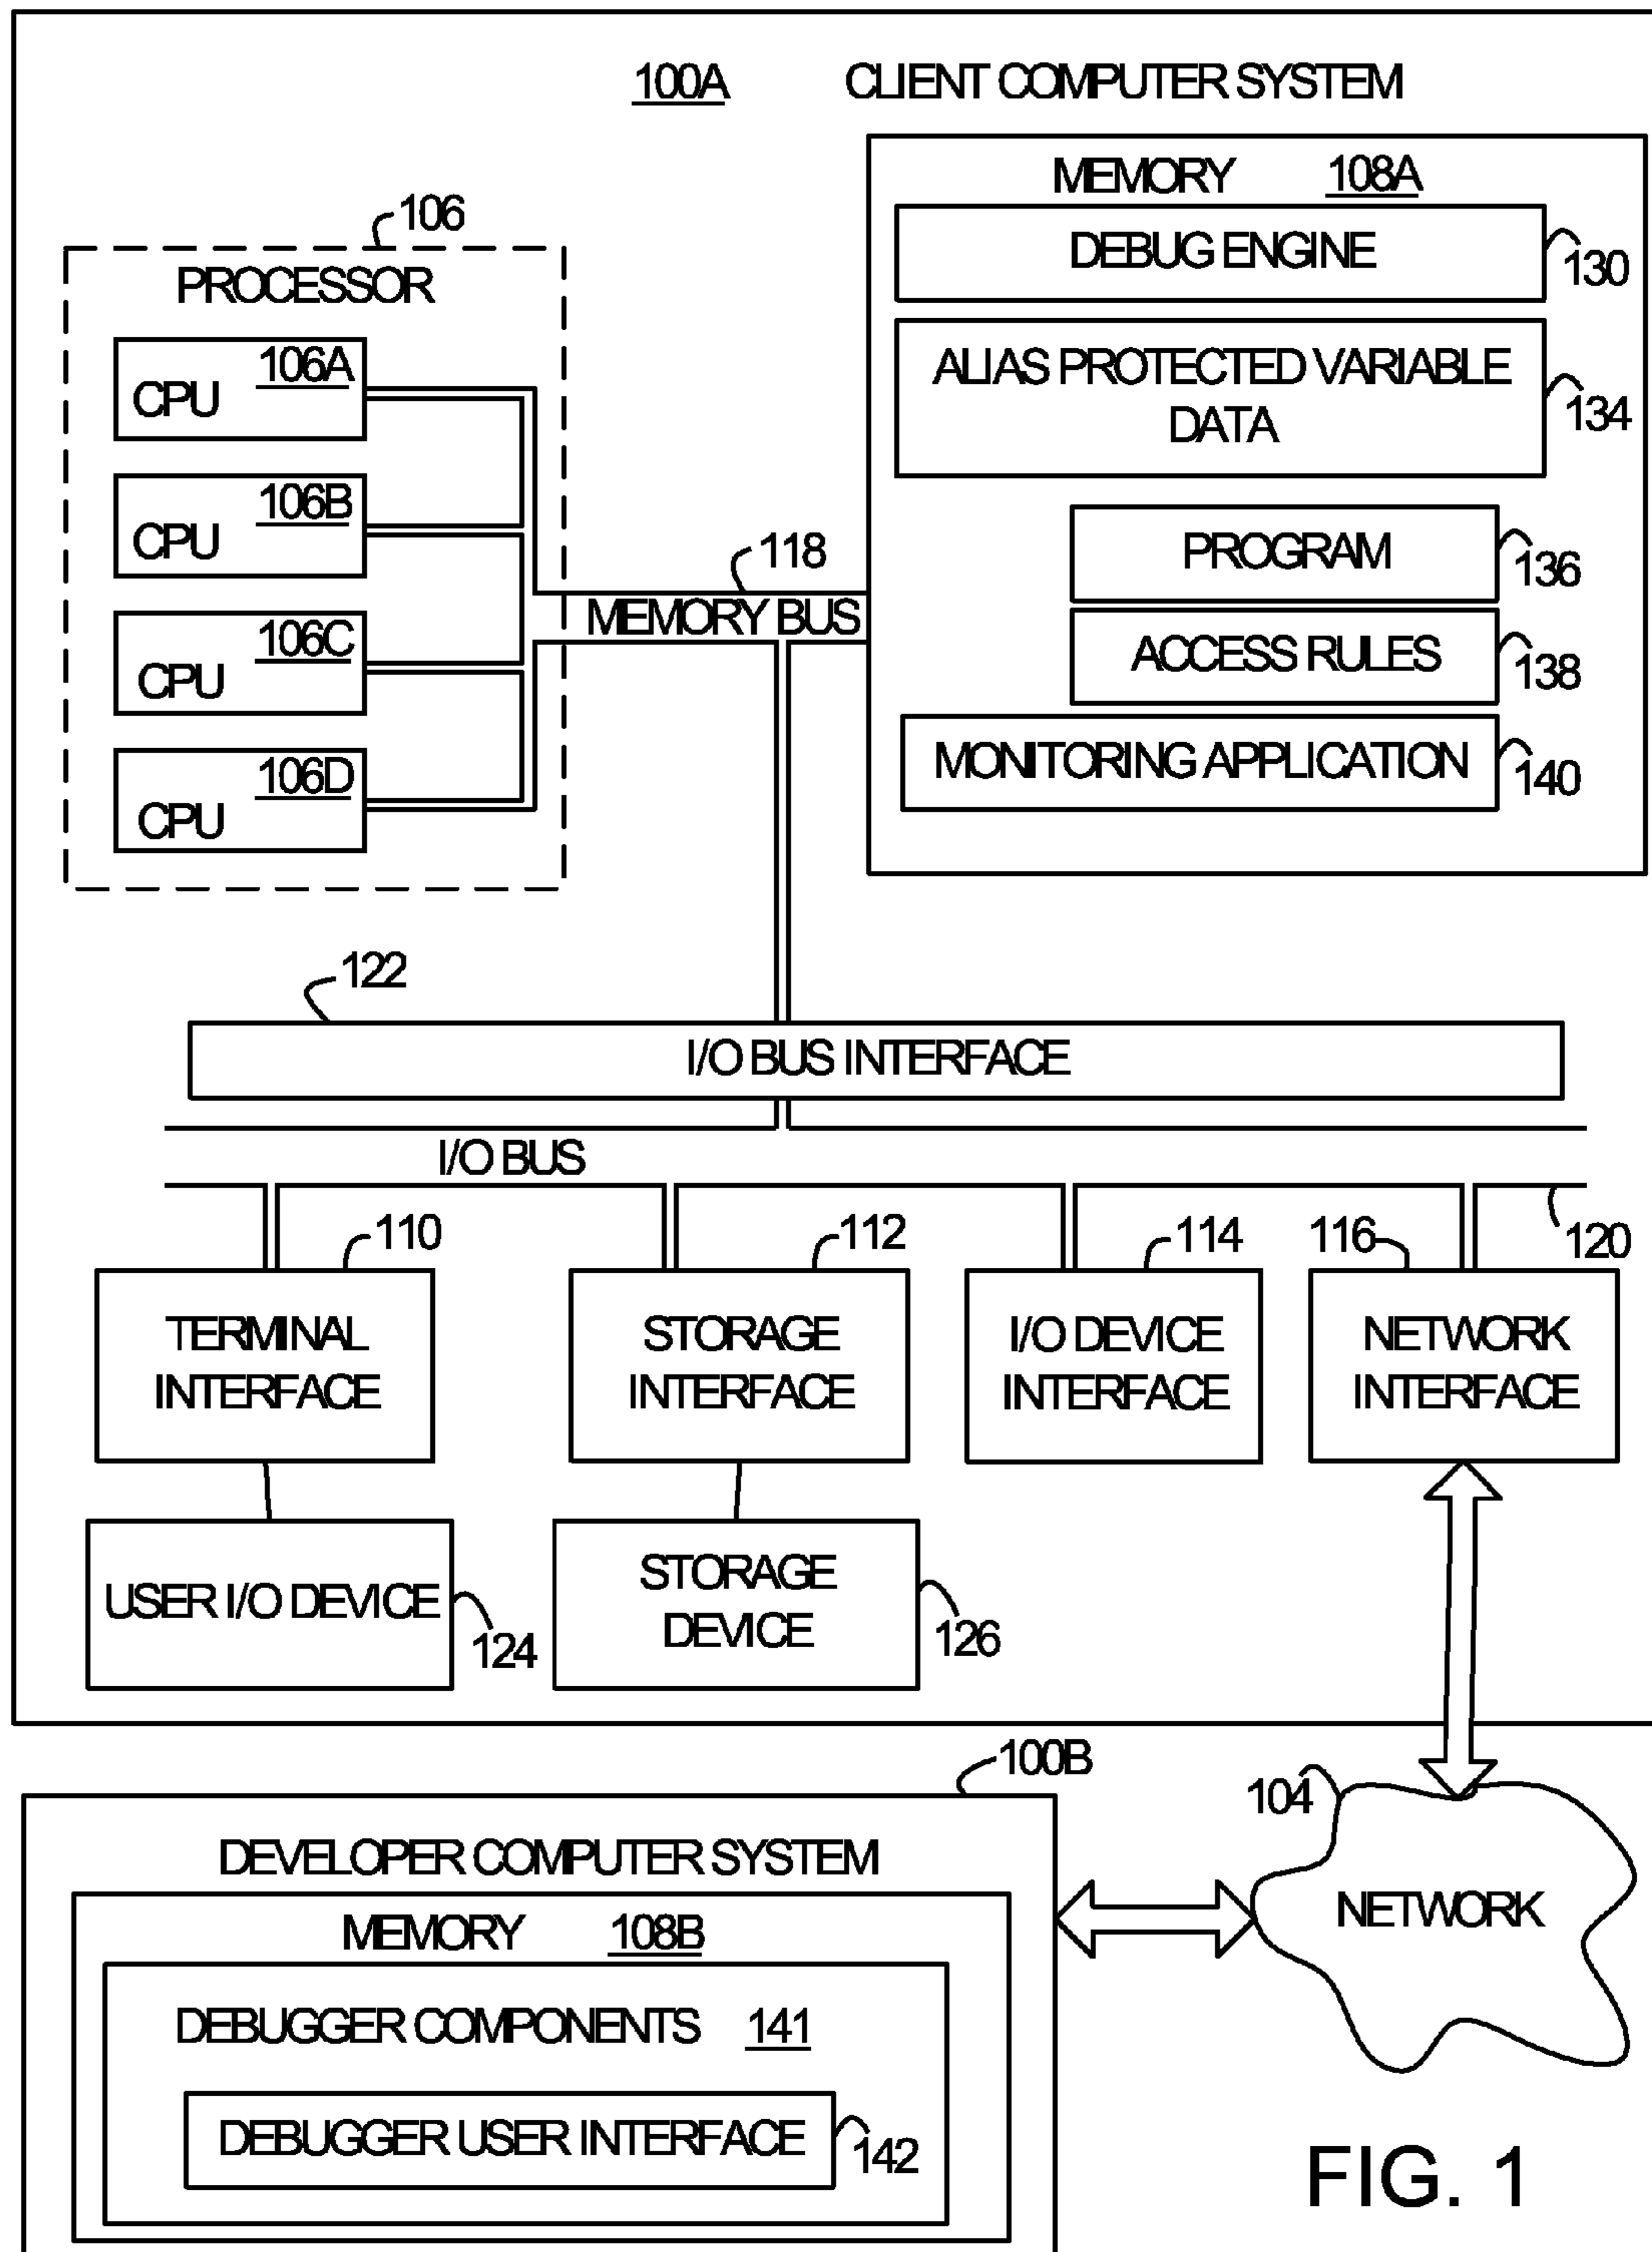 100A CLIENT COMPUTER SYSTEM
MEMORY 108A
DEBUG ENGINE
130
ALIAS PROTECTED VARIABLE
DATA
134
PROGRAM
136
ACCESS RULES
138
MONITORING APPLICATION
140
106
PROCESSOR
CPU 106A
CPU 106B
CPU 106C
CPU 106D
118
MEMORY BUS
122
I/O BUS INTERFACE
I/O BUS
120
110
TERMINAL
INTERFACE
112
STORAGE
INTERFACE
114
I/O DEVICE
INTERFACE
116
NETWORK
INTERFACE
USER I/O DEVICE
124
STORAGE
DEVICE
126
100B
DEVELOPER COMPUTER SYSTEM
MEMORY 108B
DEBUGGER COMPONENTS 141
DEBUGGER USER INTERFACE
142
104
NETWORK
FIG. 1